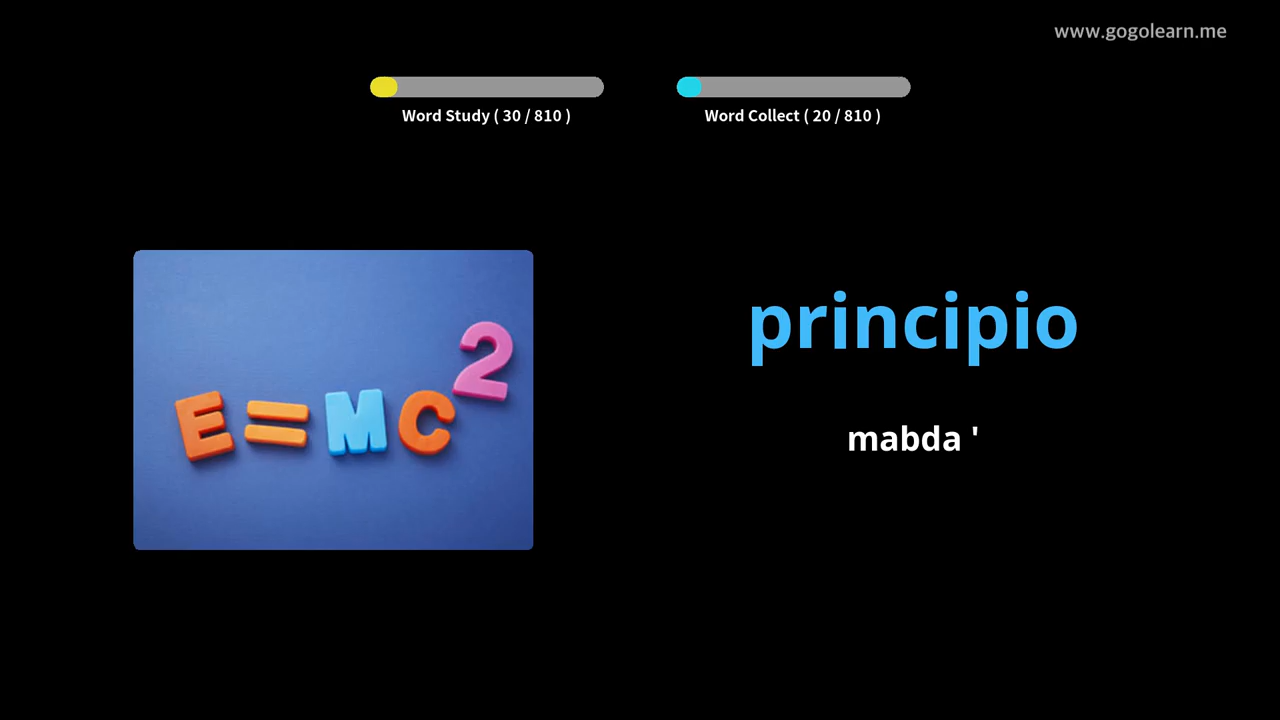 www.gogolearn.me
Word Study ( 30 / 810 )
Word Collect ( 20 / 810 )
E=MC2
principio
mabda '